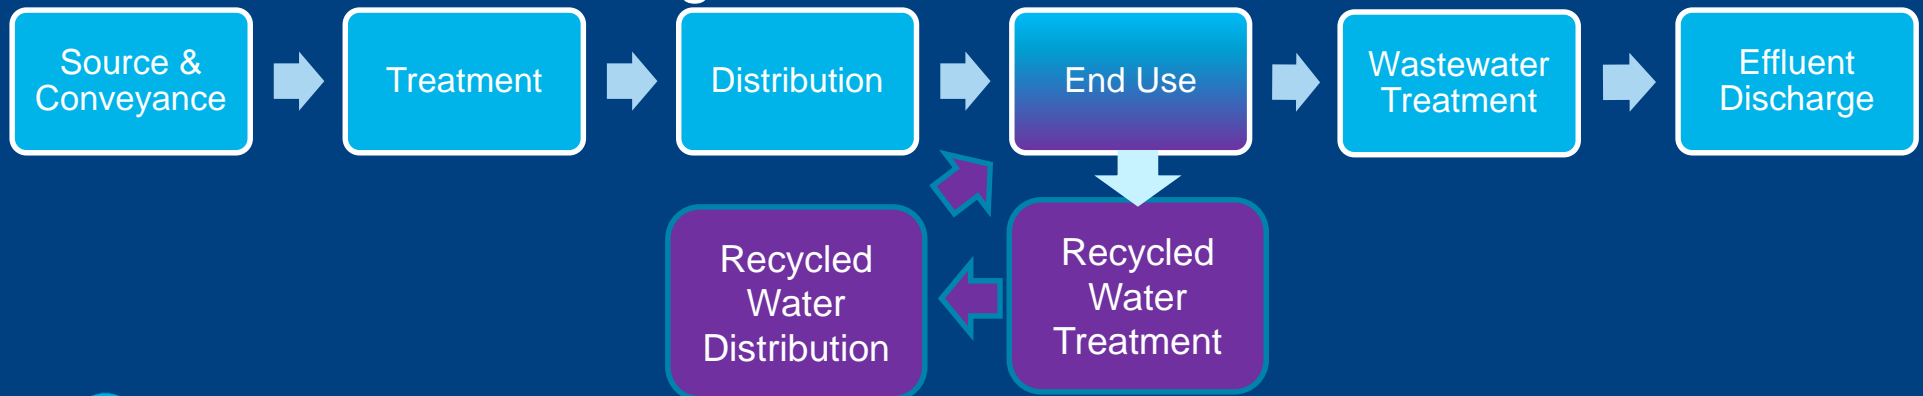 Source &
Conveyance
Treatment
Distribution
End Use
Wastewater
Treatment
Effluent
Discharge
Recycled
Water
Distribution
Recycled
Water
Treatment